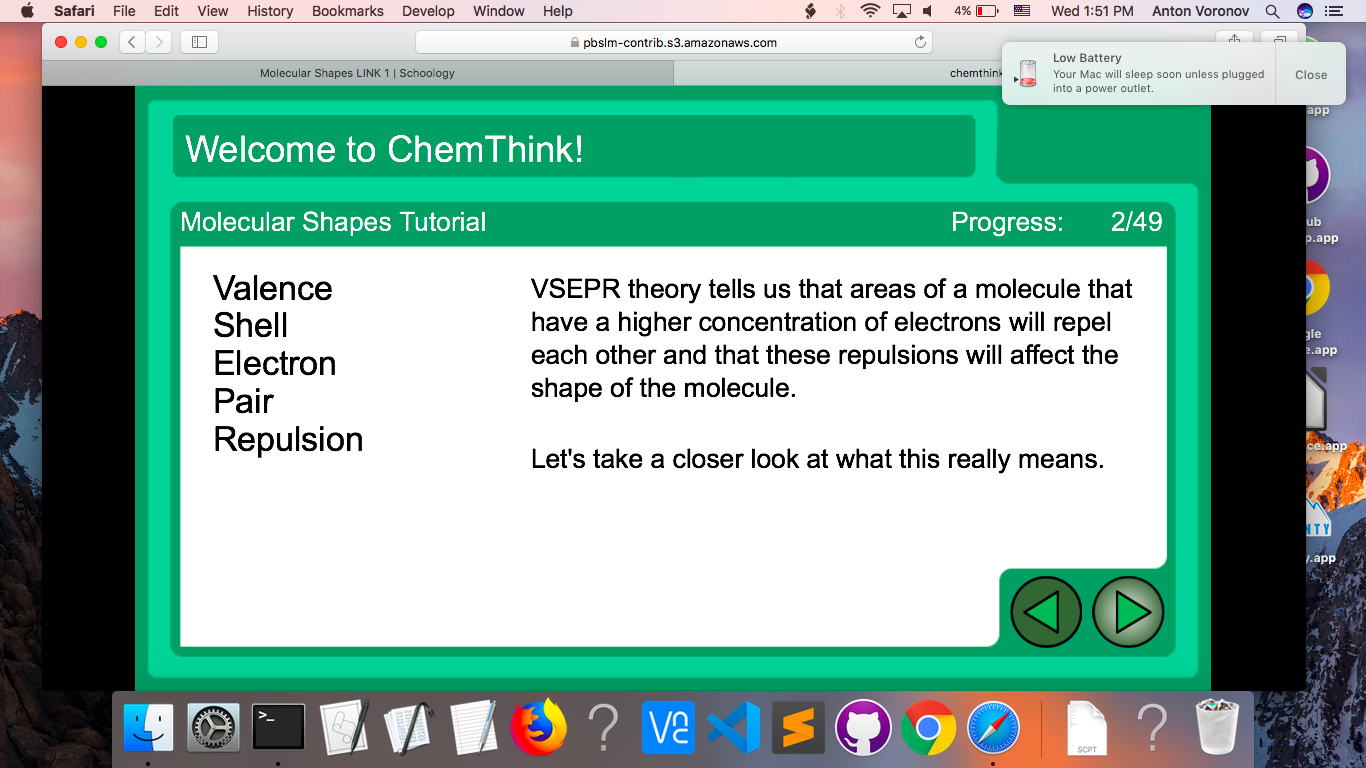 Safari File Edit View History Bookmarks Develop Window Help 4% Wed 1:51 PM Anton Voronov
pbslm-contrib.s3.amazonaws.com
Molecular Shapes LINK 1 | Schoology
chemthink
Low Battery
Your Mac will sleep soon unless plugged
into a power outlet.
Close
app
Welcome to ChemThink!
Molecular Shapes Tutorial
Progress: 2/49
Valence
Shell
Electron
Pair
Repulsion
VSEPR theory tells us that areas of a molecule that
have a higher concentration of electrons will repel
each other and that these repulsions will affect the
shape of the molecule.
Let's take a closer look at what this really means.
ub
p.app
gle
e.app
ce.app
NTY
y.app
>_
SCPT